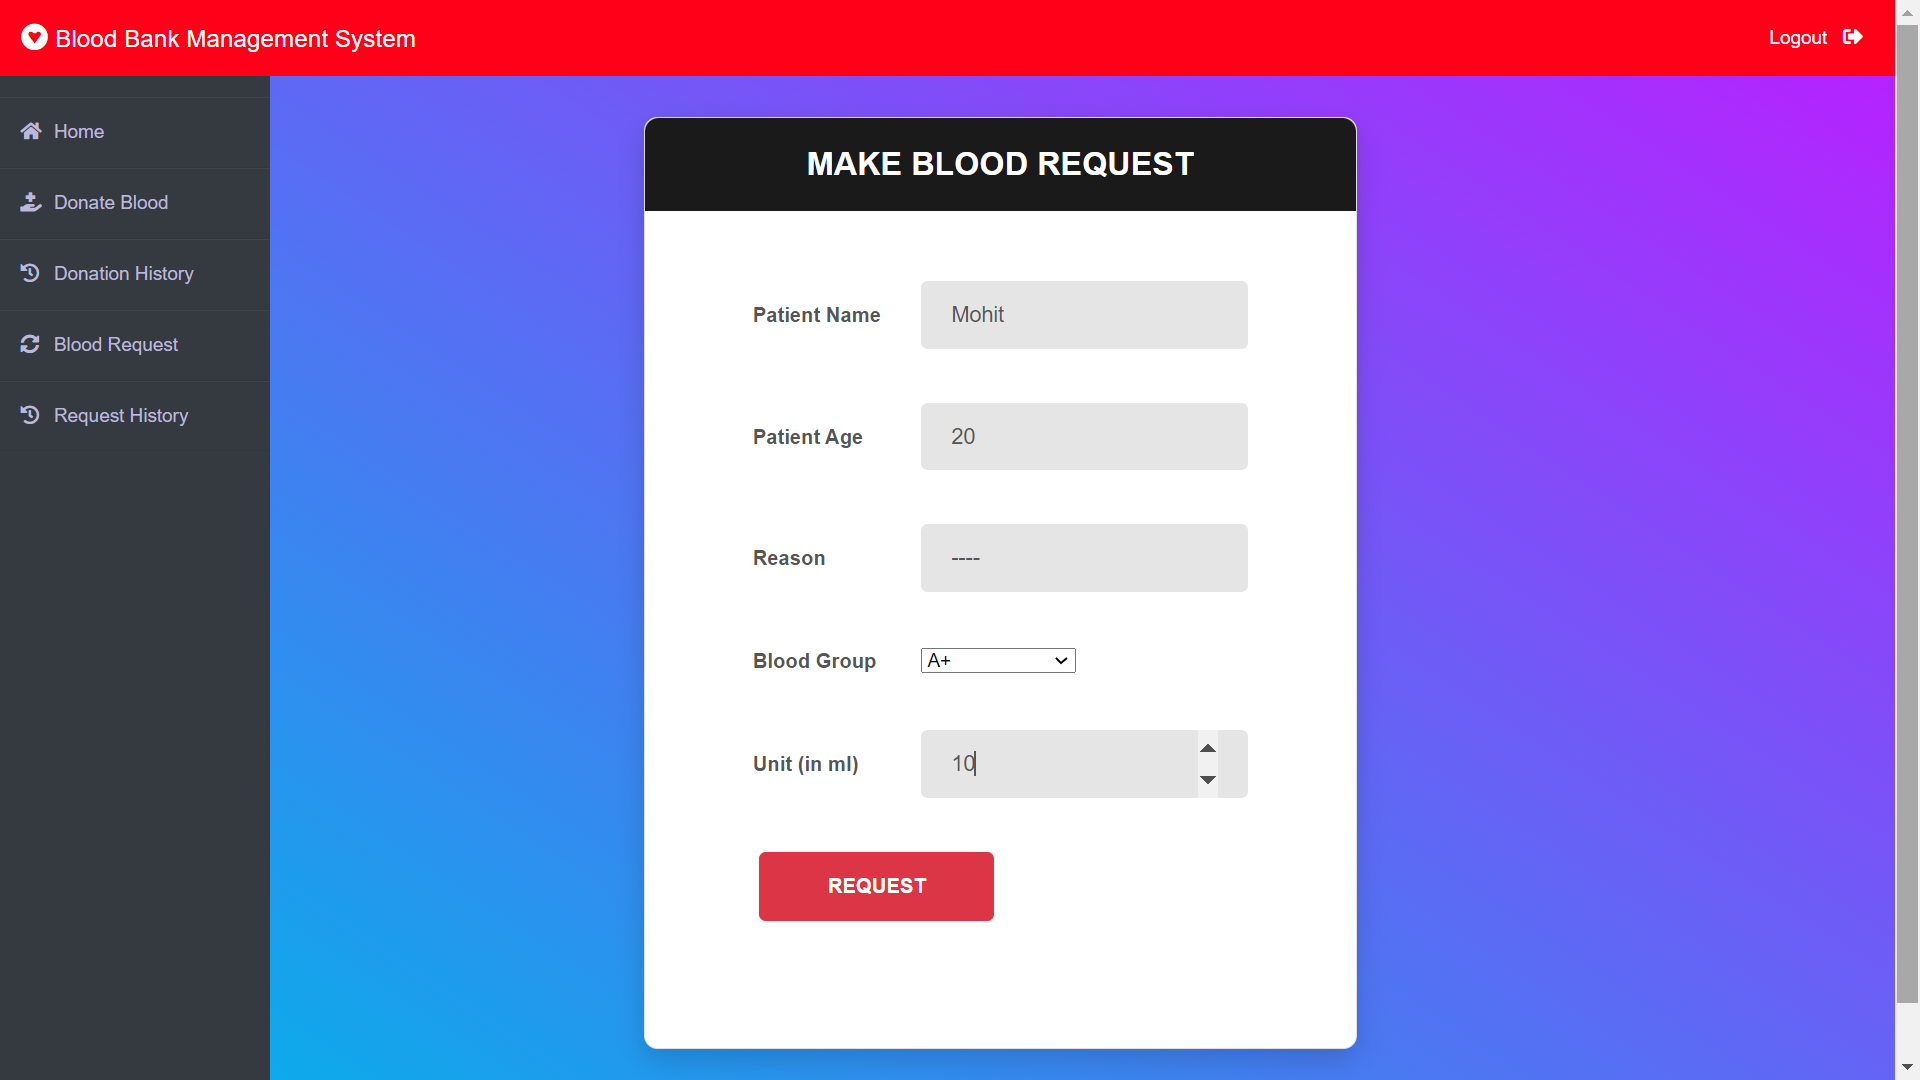 Blood Bank Management System
Logout
Home
Donate Blood
Donation History
Blood Request
Request History
MAKE BLOOD REQUEST
Patient Name
Mohit
Patient Age
20
Reason
----
Blood Group
A+
Unit (in ml)
10
REQUEST